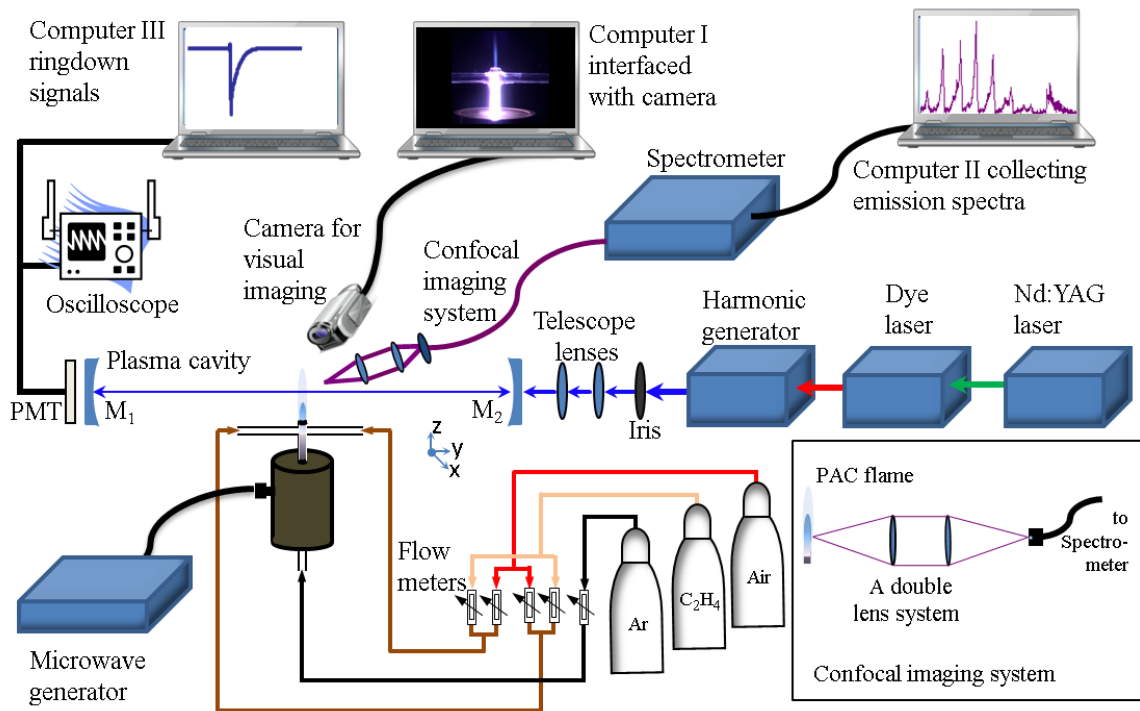 Computer III
ringdown
signals
Computer I
interfaced
with camera
Spectrometer
Computer II collecting
emission spectra
Camera for
visual
imaging
Confocal
imaging
system
Oscilloscope
Telescope
lenses
Harmonic
generator
Dye
laser
Nd:YAG
laser
Plasma cavity
PMT
M₁
M₂
Iris
z
y
x
PAC flame
to
Spectro-
meter
A double
lens system
Confocal imaging system
Flow
meters
Ar
C₂H₄
Air
Microwave
generator